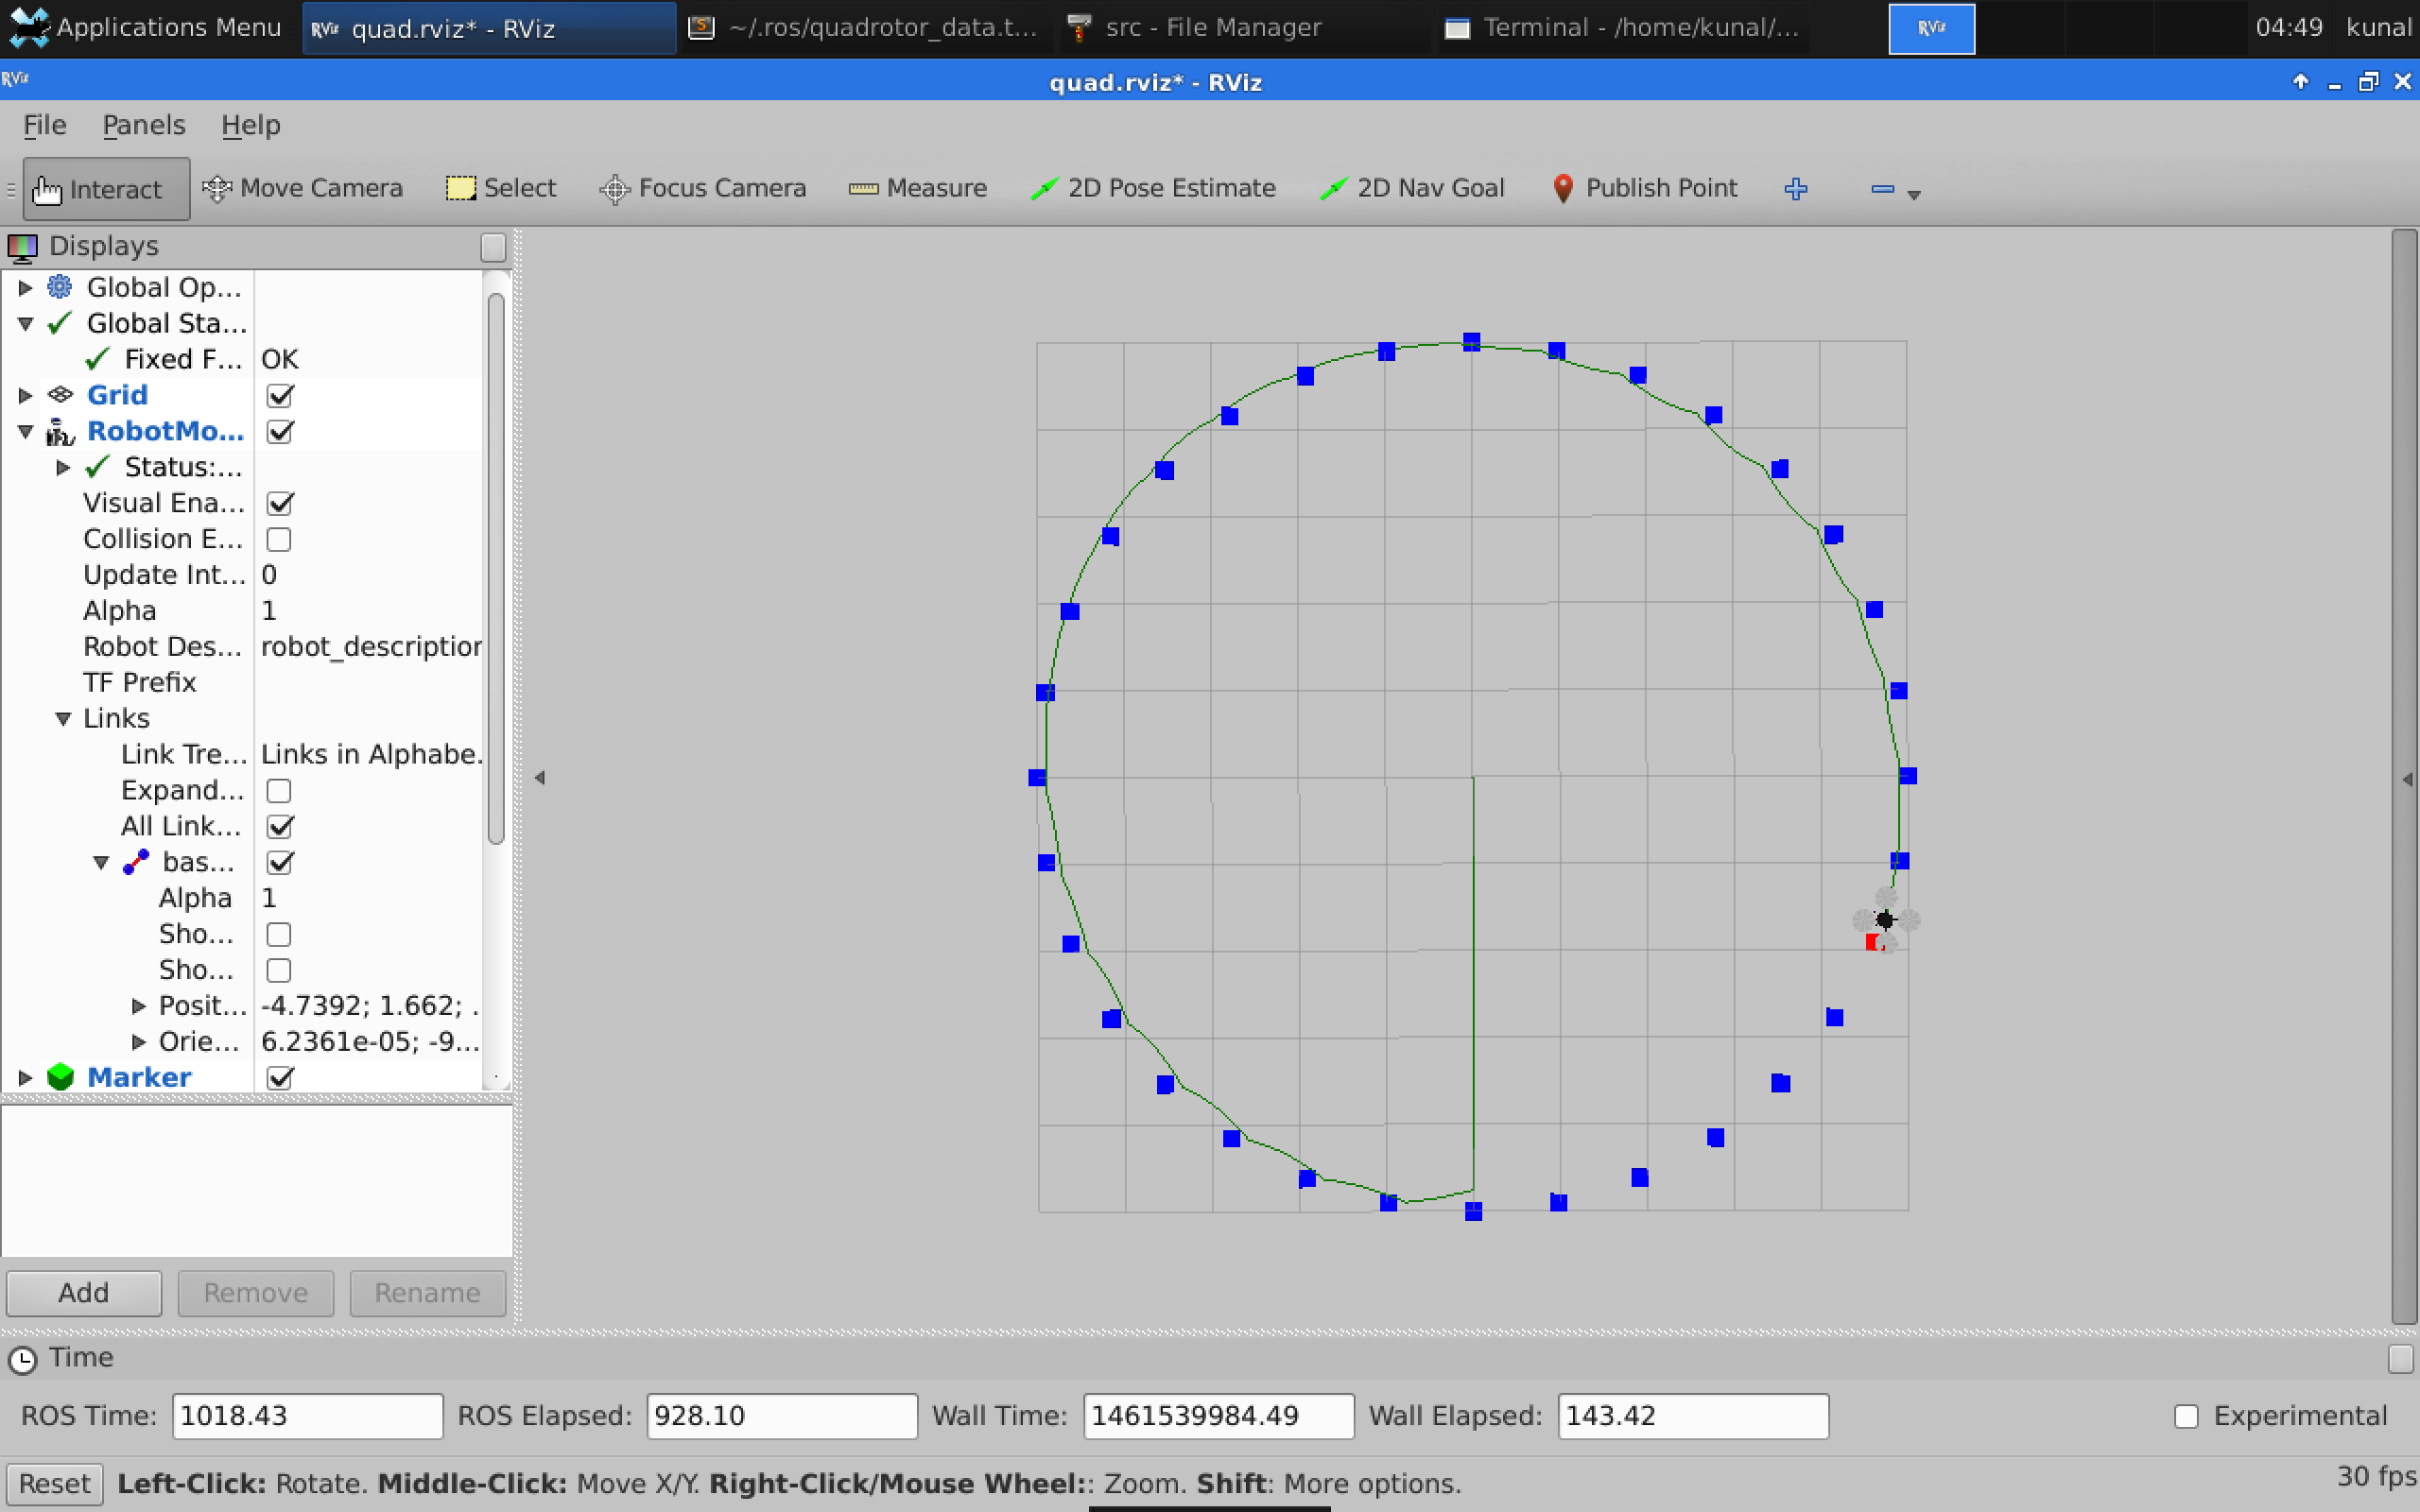 Applications Menu RViz quad.rviz* - RViz ~/.ros/quadrotor_data.t... src - File Manager Terminal - /home/kunal/... RViz 04:49 kunal
RViz quad.rviz* - RViz
File Panels Help
Interact Move Camera Select Focus Camera Measure 2D Pose Estimate 2D Nav Goal Publish Point
Displays
Global Op...
Global Sta...
Fixed F... OK
Grid
RobotMo...
Status:...
Visual Ena...
Collision E...
Update Int... 0
Alpha 1
Robot Des... robot_description
TF Prefix
Links
Link Tre... Links in Alphabe.
Expand...
All Link...
bas...
Alpha 1
Sho...
Sho...
Posit... -4.7392; 1.662; .
Orie... 6.2361e-05; -9...
Marker
Add Remove Rename
Time
ROS Time: 1018.43 ROS Elapsed: 928.10 Wall Time: 1461539984.49 Wall Elapsed: 143.42 Experimental
Reset Left-Click: Rotate. Middle-Click: Move X/Y. Right-Click/Mouse Wheel:: Zoom. Shift: More options. 30 fps